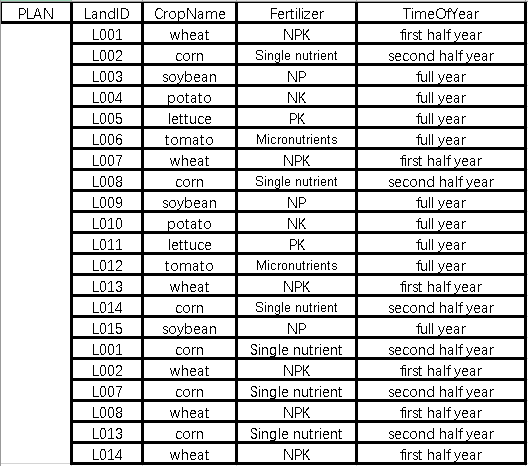 PLAN LandID CropName Fertilizer TimeOfYear
L001 wheat NPK first half year
L002 corn Single nutrient second half year
L003 soybean NP full year
L004 potato NK full year
L005 lettuce PK full year
L006 tomato Micronutrients full year
L007 wheat NPK first half year
L008 corn Single nutrient second half year
L009 soybean NP full year
L010 potato NK full year
L011 lettuce PK full year
L012 tomato Micronutrients full year
L013 wheat NPK first half year
L014 corn Single nutrient second half year
L015 soybean NP full year
L001 corn Single nutrient second half year
L002 wheat NPK first half year
L007 corn Single nutrient second half year
L008 wheat NPK first half year
L013 corn Single nutrient second half year
L014 wheat NPK first half year